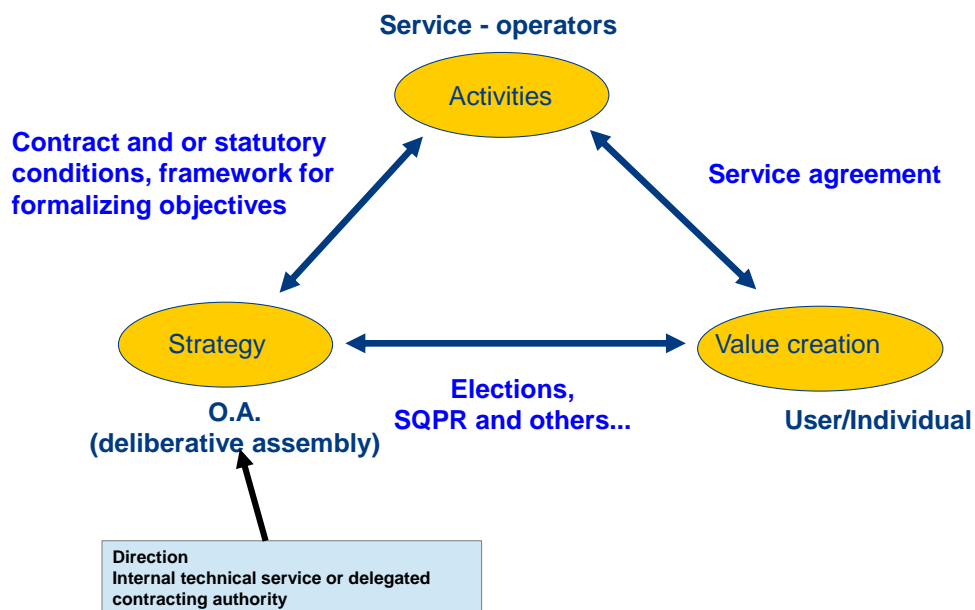 Service - operators
Activities
Contract and or statutory
conditions, framework for
formalizing objectives
Service agreement
Strategy
Value creation
Elections,
SQPR and others...
O.A.
(deliberative assembly)
User/Individual
Direction
Internal technical service or delegated
contracting authority